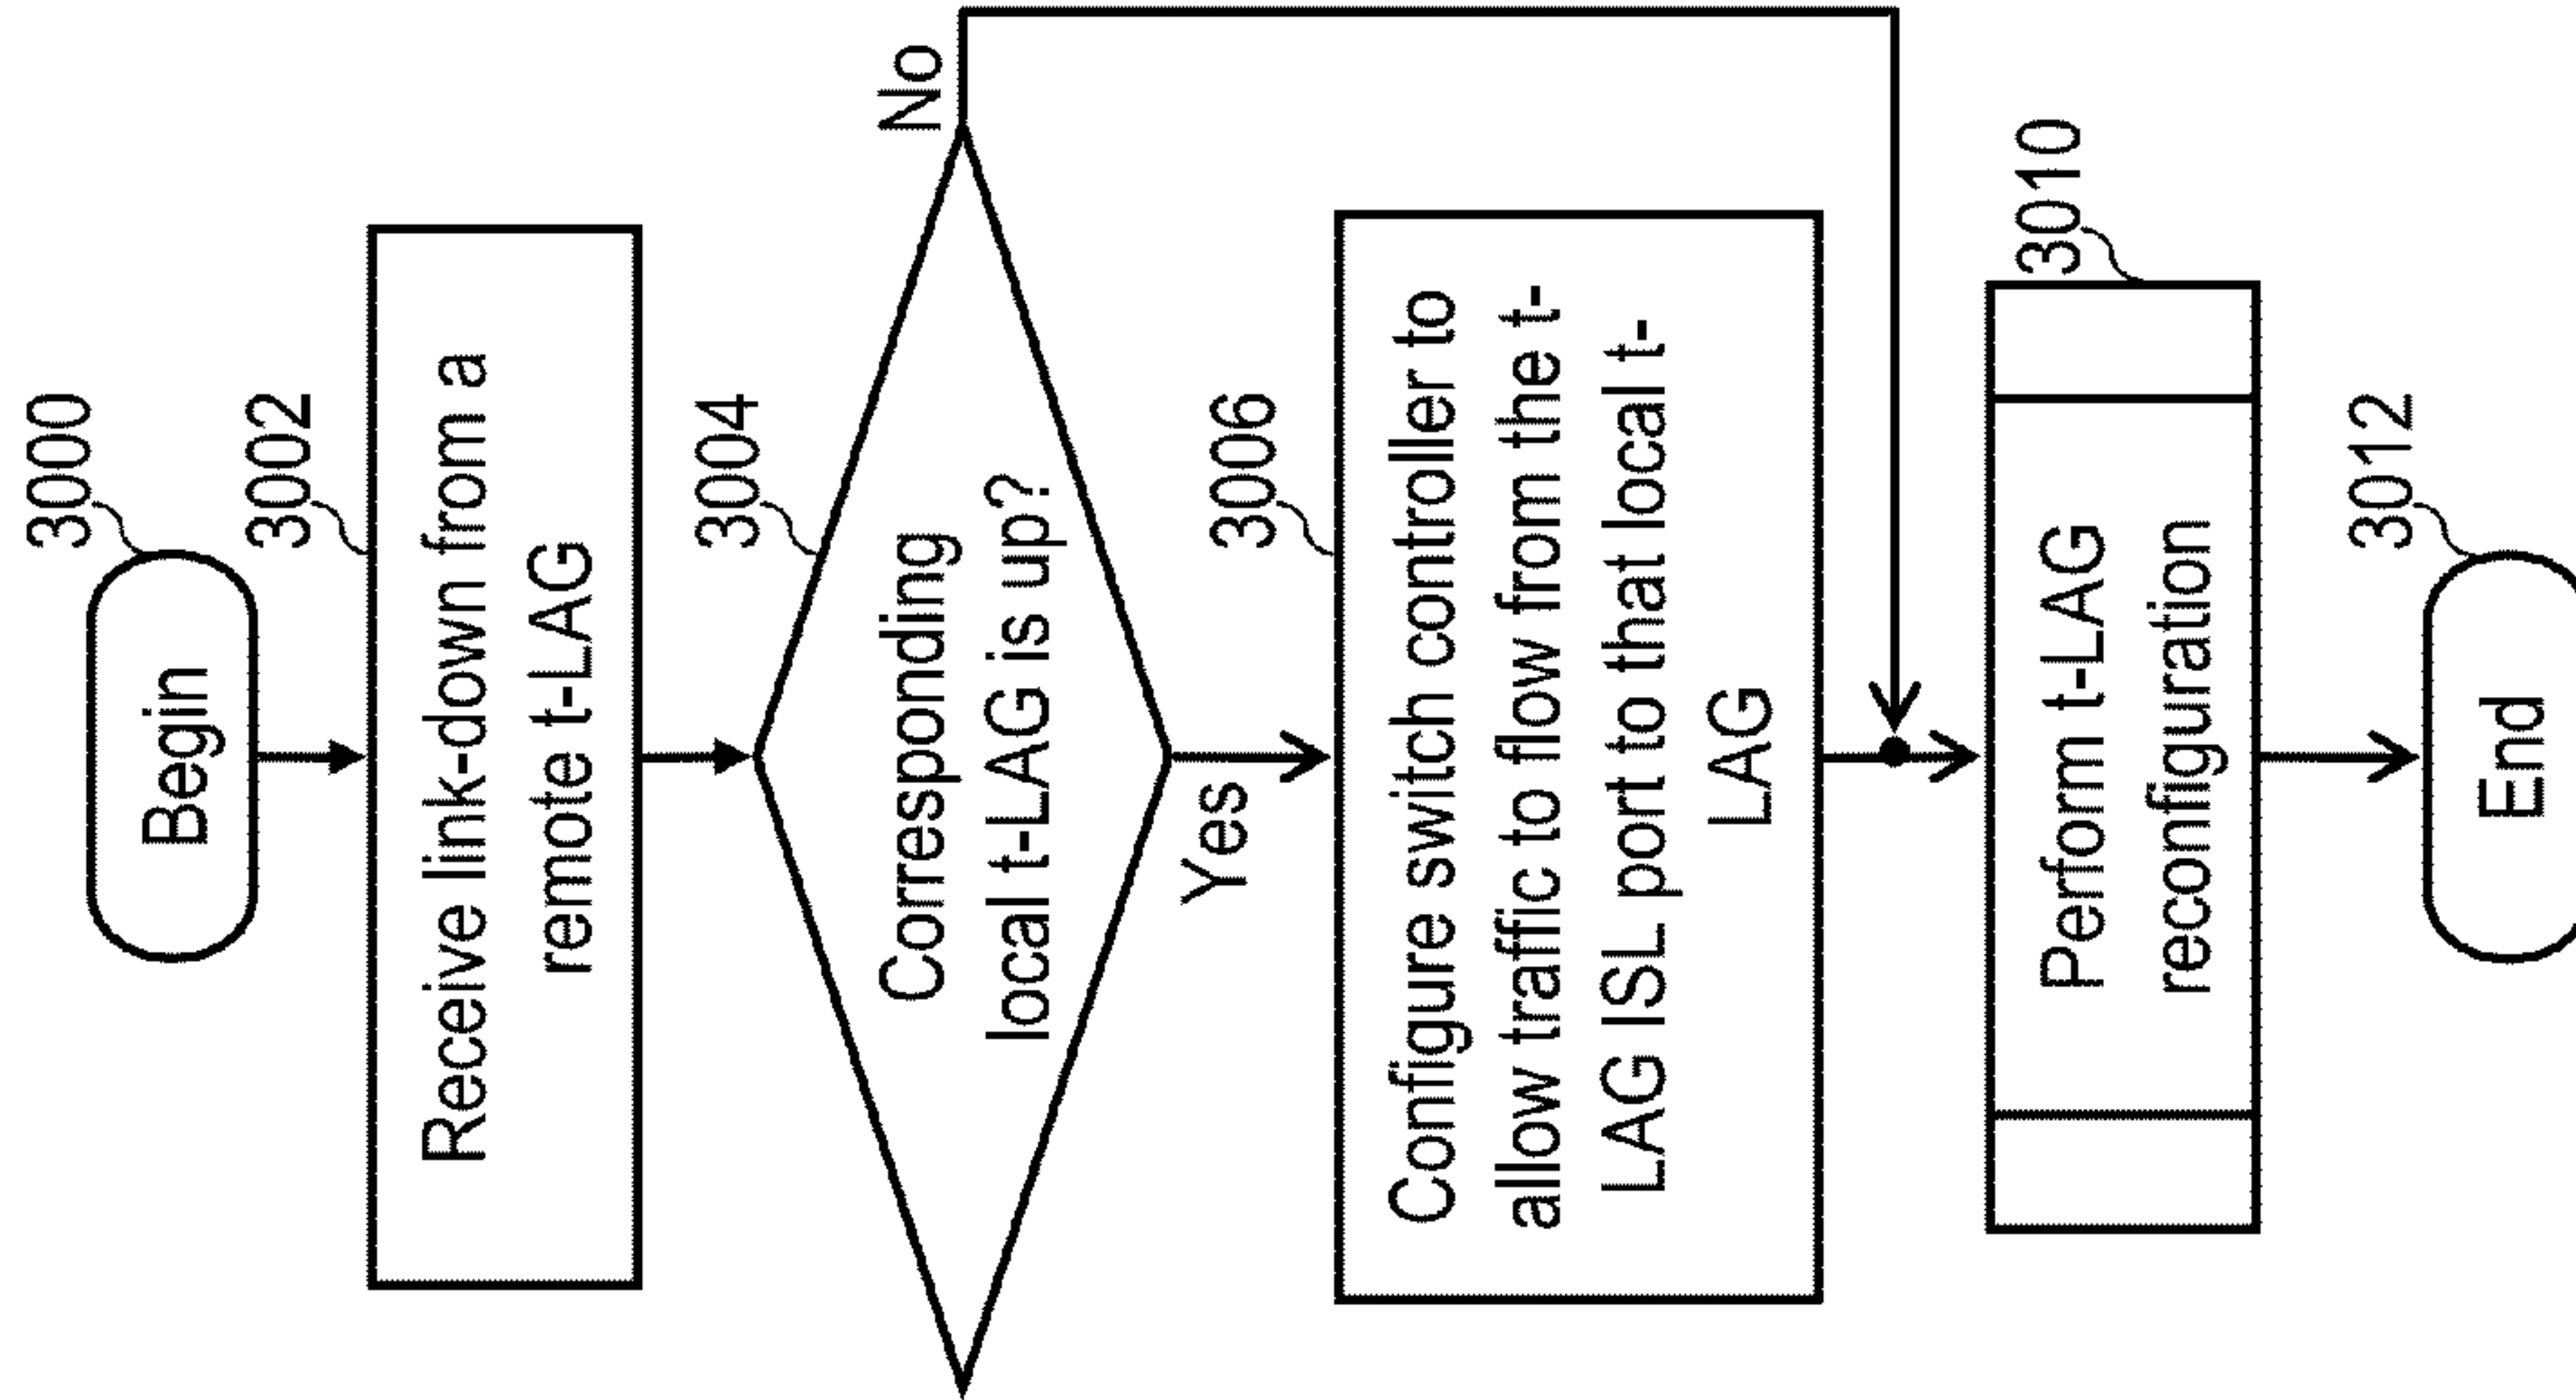 3000
Begin
3002
Receive link-down from a
remote t-LAG
3004
Corresponding
local t-LAG is up?
No
Yes
3006
Configure switch controller to
allow traffic to flow from the t-
LAG ISL port to that local t-
LAG
3010
Perform t-LAG
reconfiguration
3012
End